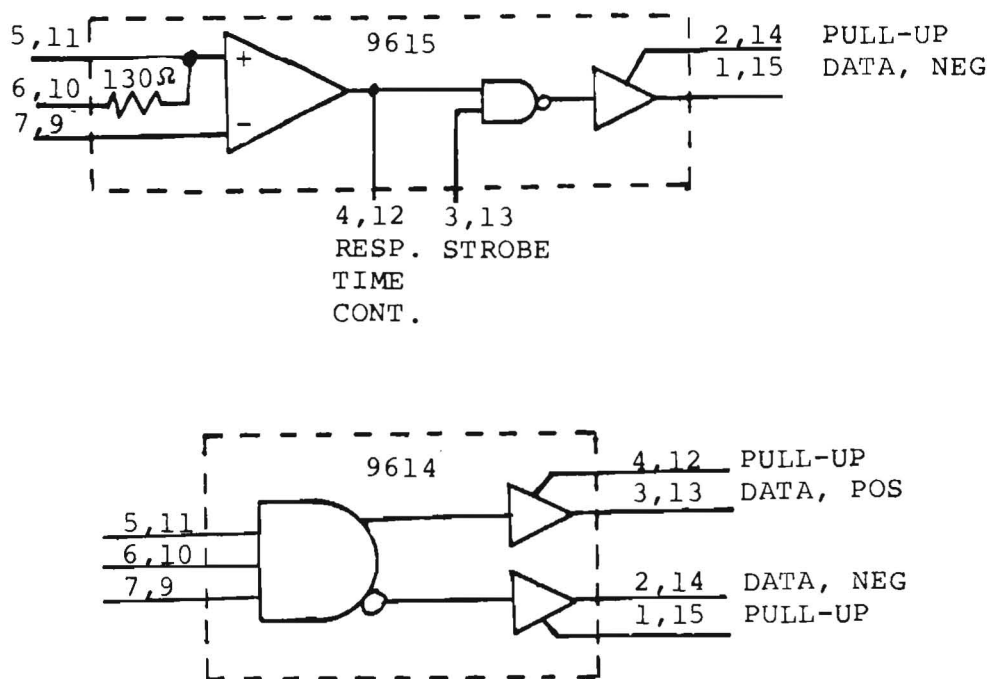 9615
5,11
+
130Ω
6,10
7,9
−
2,14 PULL-UP
1,15 DATA, NEG
4,12 3,13
RESP. STROBE
TIME
CONT.
9614
4,12 PULL-UP
3,13 DATA, POS
5,11
6,10
7,9
2,14 DATA, NEG
1,15 PULL-UP